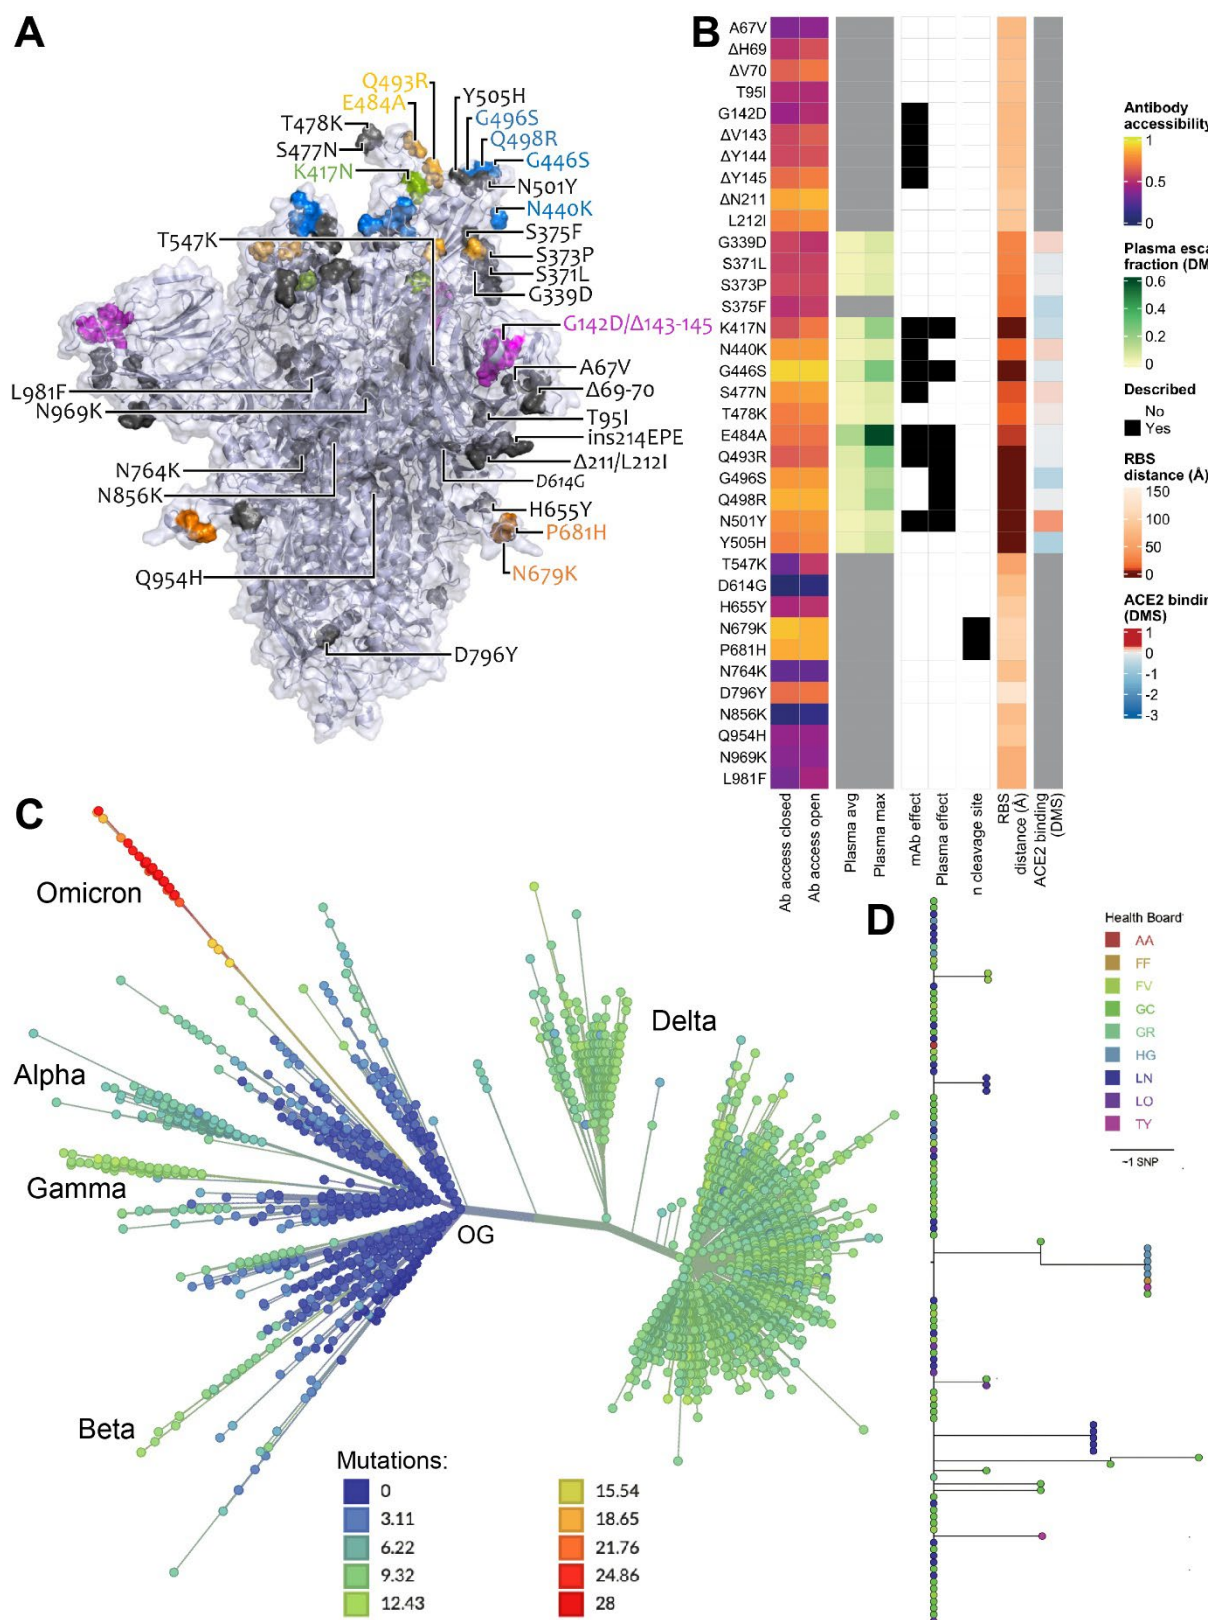 A
Q493R
E484A
Y505H
G496S
T478K
Q498R
S477N
G446S
K417N
N501Y
N440K
T547K
S375F
S373P
S371L
G339D
G142D/Δ143-145
A67V
L981F
Δ69-70
N969K
T95I
ins214EPE
N764K
Δ211/L212I
N856K
D614G
H655Y
P681H
Q954H
N679K
D796Y
B
A67V
ΔH69
ΔV70
T95I
G142D
ΔV143
ΔY144
ΔY145
ΔN211
L212I
G339D
S371L
S373P
S375F
K417N
N440K
G446S
S477N
T478K
E484A
Q493R
G496S
Q498R
N501Y
Y505H
T547K
D614G
H655Y
N679K
P681H
N764K
D796Y
N856K
Q954H
N969K
L981F
Ab access closed
Ab access open
Plasma avg
Plasma max
mAb effect
Plasma effect
n cleavage site
RBS
distance (Å)
ACE2 binding
(DMS)
Antibody
accessibility
1
0.5
0
Plasma esca
fraction (DM
0.6
0.4
0.2
0
Described
No
Yes
RBS
distance (Å)
150
100
50
0
ACE2 bindin
(DMS)
1
0
-1
-2
-3
C
Omicron
Alpha
Gamma
Beta
OG
Delta
Mutations:
0
3.11
6.22
9.32
12.43
15.54
18.65
21.76
24.86
28
D
Health Board
AA
FF
FV
GC
GR
HG
LN
LO
TY
~1 SNP